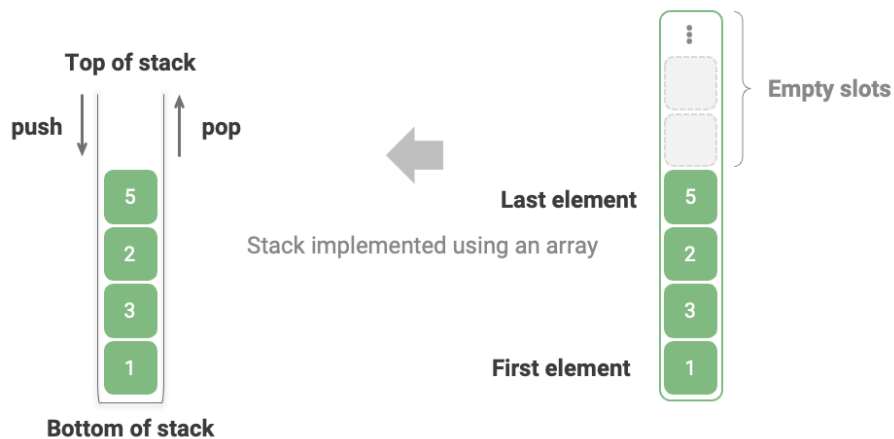 Top of stack
push
pop
5
2
3
1
Bottom of stack
Stack implemented using an array
Empty slots
Last element
5
2
3
First element
1